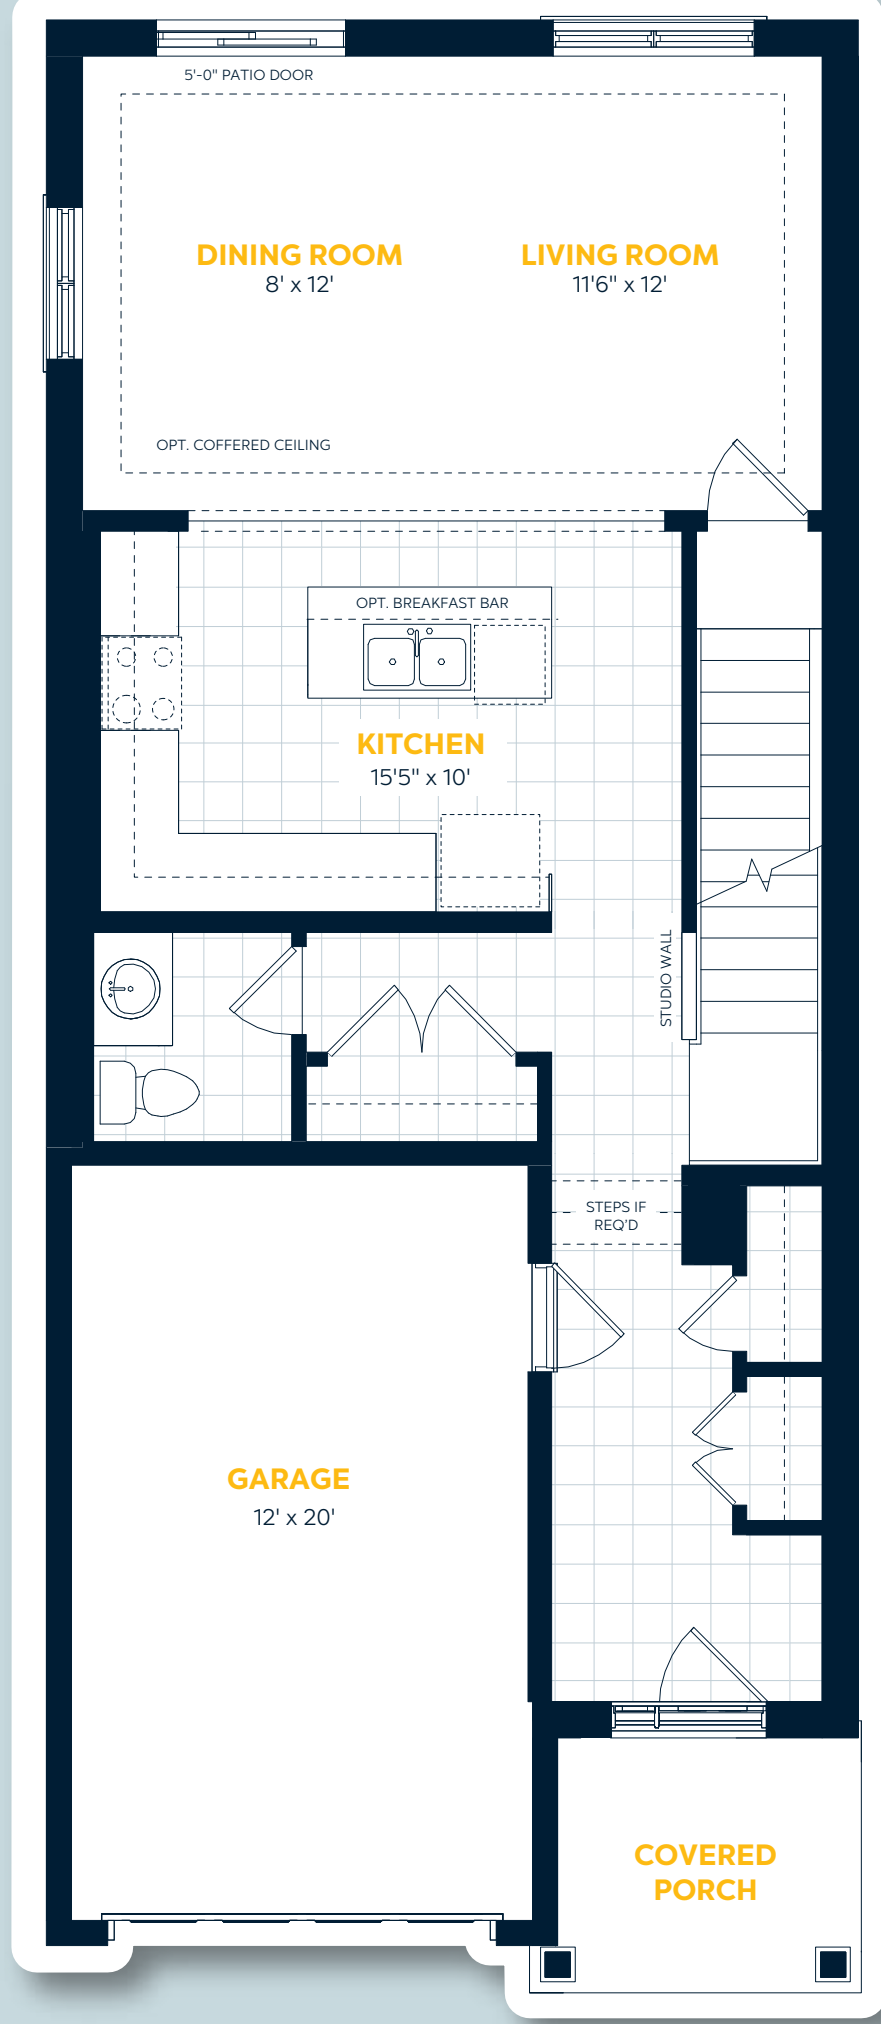 5'-0" PATIO DOOR
DINING ROOM
8' x 12'
LIVING ROOM
11'6" x 12'
OPT. COFFERED CEILING
OPT. BREAKFAST BAR
KITCHEN
15'5" x 10'
STUDIO WALL
STEPS IF
REQ'D
GARAGE
12' x 20'
COVERED
PORCH